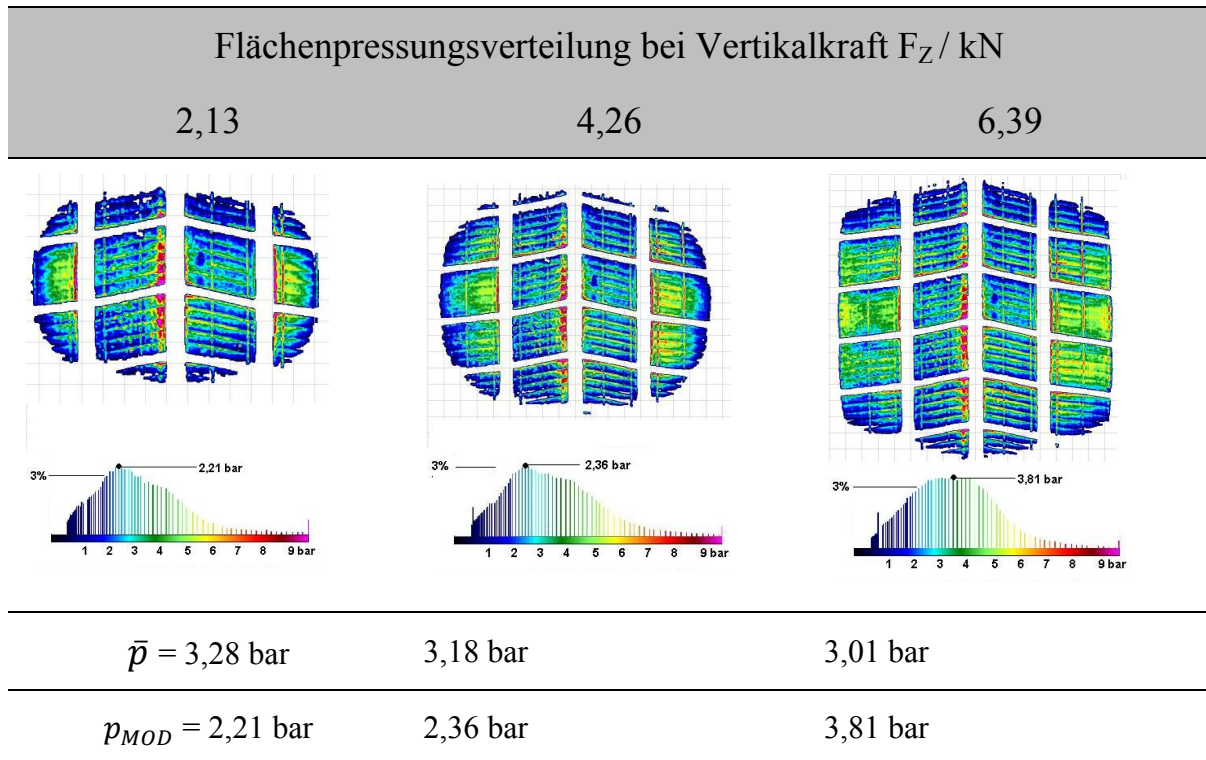 Flächenpressungsverteilung bei Vertikalkraft F_Z / kN
2,13 4,26 6,39
3% 2,21 bar
1 2 3 4 5 6 7 8 9 bar
3% 2,36 bar
1 2 3 4 5 6 7 8 9 bar
3% 3,81 bar
1 2 3 4 5 6 7 8 9 bar
p̄ = 3,28 bar 3,18 bar 3,01 bar
p_MOD = 2,21 bar 2,36 bar 3,81 bar